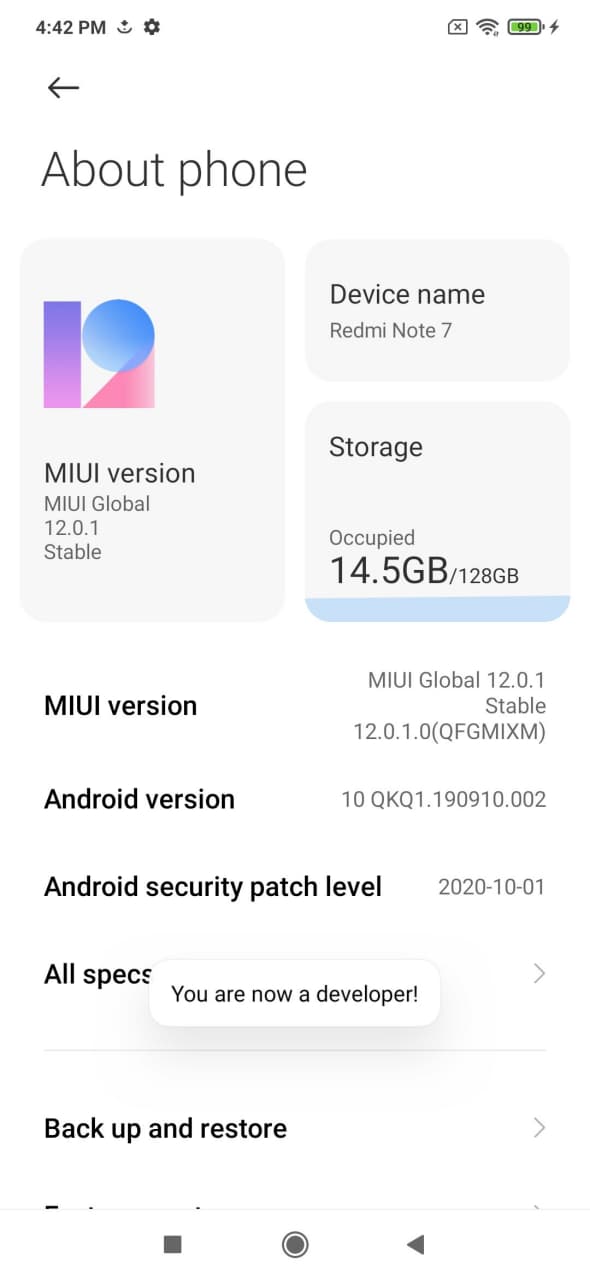 4:42 PM
99
About phone
MIUI version
MIUI Global
12.0.1
Stable
Device name
Redmi Note 7
Storage
Occupied
14.5GB/128GB
MIUI version
MIUI Global 12.0.1
Stable
12.0.1.0(QFGMIXM)
Android version
10 QKQ1.190910.002
Android security patch level
2020-10-01
All specs
You are now a developer!
Back up and restore